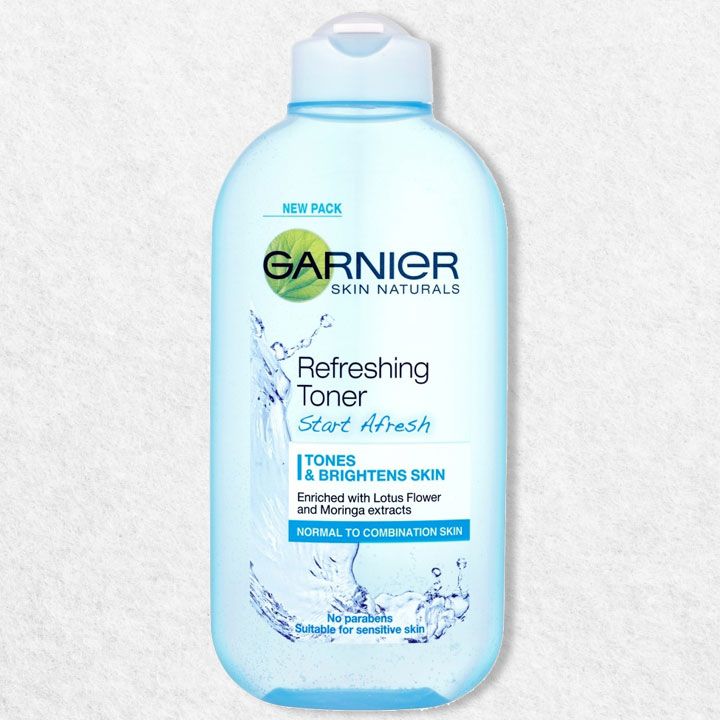 NEW PACK
GARNIER
SKIN NATURALS
Refreshing
Toner
Start Afresh
TONES
& BRIGHTENS SKIN
Enriched with Lotus Flower
and Moringa extracts
NORMAL TO COMBINATION SKIN
No parabens
Suitable for sensitive skin